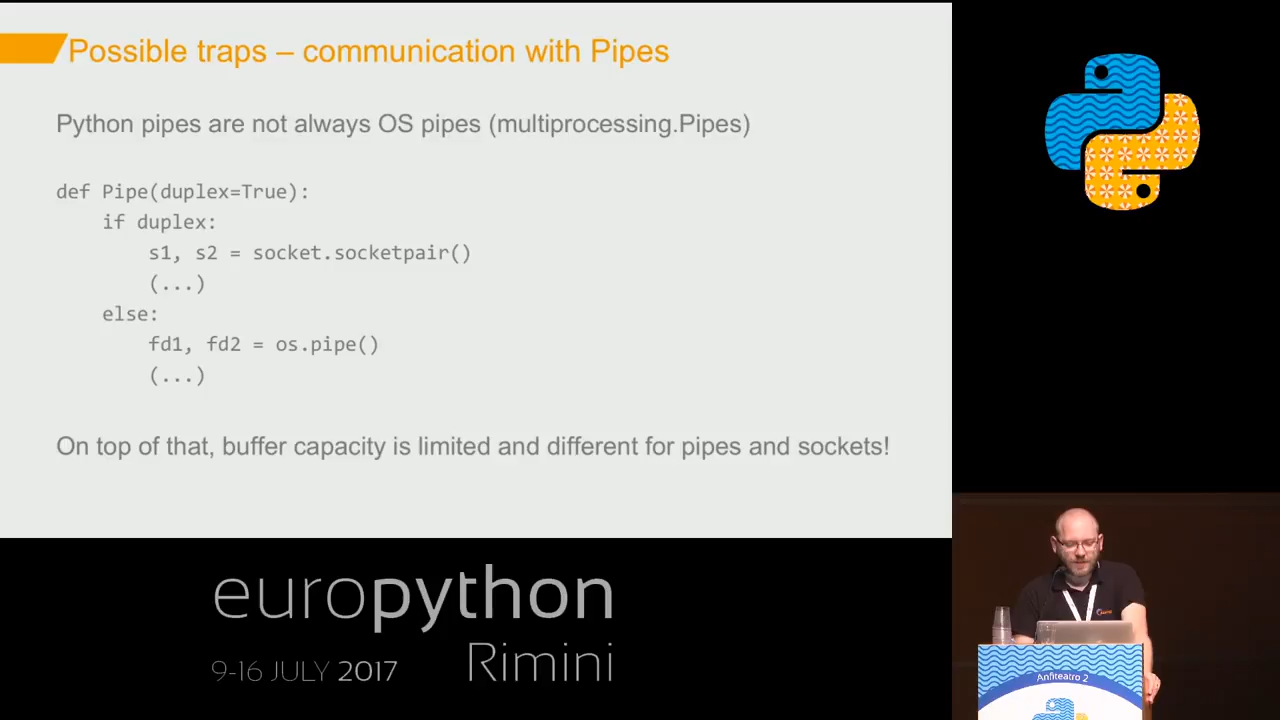 Possible traps – communication with Pipes
Python pipes are not always OS pipes (multiprocessing.Pipes)
def Pipe(duplex=True):
    if duplex:
        s1, s2 = socket.socketpair()
        (...)
    else:
        fd1, fd2 = os.pipe()
        (...)
On top of that, buffer capacity is limited and different for pipes and sockets!
europython
9-16 JULY 2017 Rimini
Anfiteatro 2